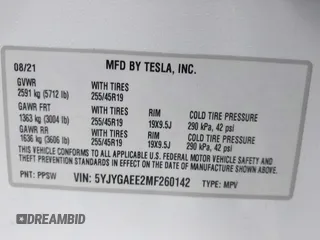 08/21 MFD BY TESLA, INC.
GVWR
2591 kg (5712 lb) WITH TIRES 255/45R19
GAWR FRT
1363 kg (3004 lb) WITH TIRES 255/45R19 RIM 19X9.5J COLD TIRE PRESSURE 290 kPa, 42 psi
GAWR RR
1636 kg (3606 lb) WITH TIRES 255/45R19 RIM 19X9.5J COLD TIRE PRESSURE 290 kPa, 42 psi
THIS VEHICLE CONFORMS TO ALL APPLICABLE U.S. FEDERAL MOTOR VEHICLE SAFETY AND
THEFT PREVENTION STANDARDS IN EFFECT ON THE DATE OF MANUFACTURE SHOWN ABOVE.
PNT: PPSW VIN: 5YJYGAEE2MF260142 TYPE: MPV
DREAMBID